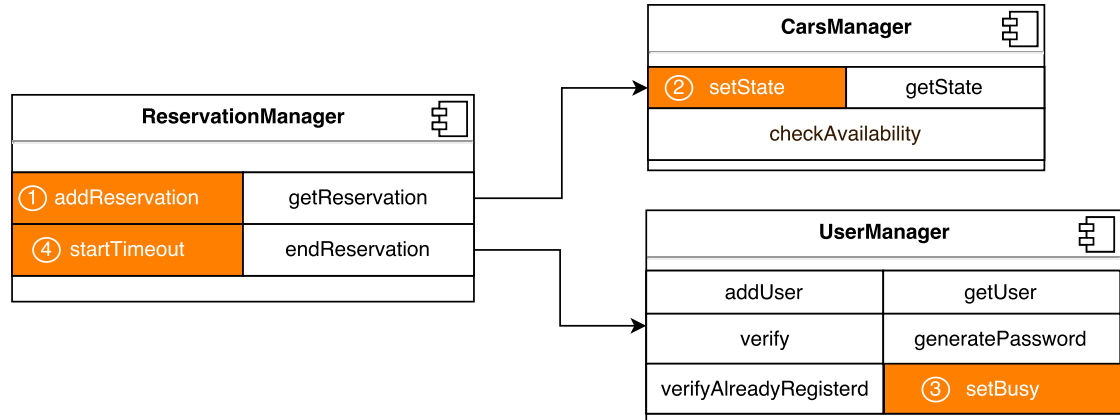 CarsManager
② setState getState
checkAvailability
ReservationManager
① addReservation getReservation
④ startTimeout endReservation
UserManager
addUser getUser
verify generatePassword
verifyAlreadyRegisterd ③ setBusy